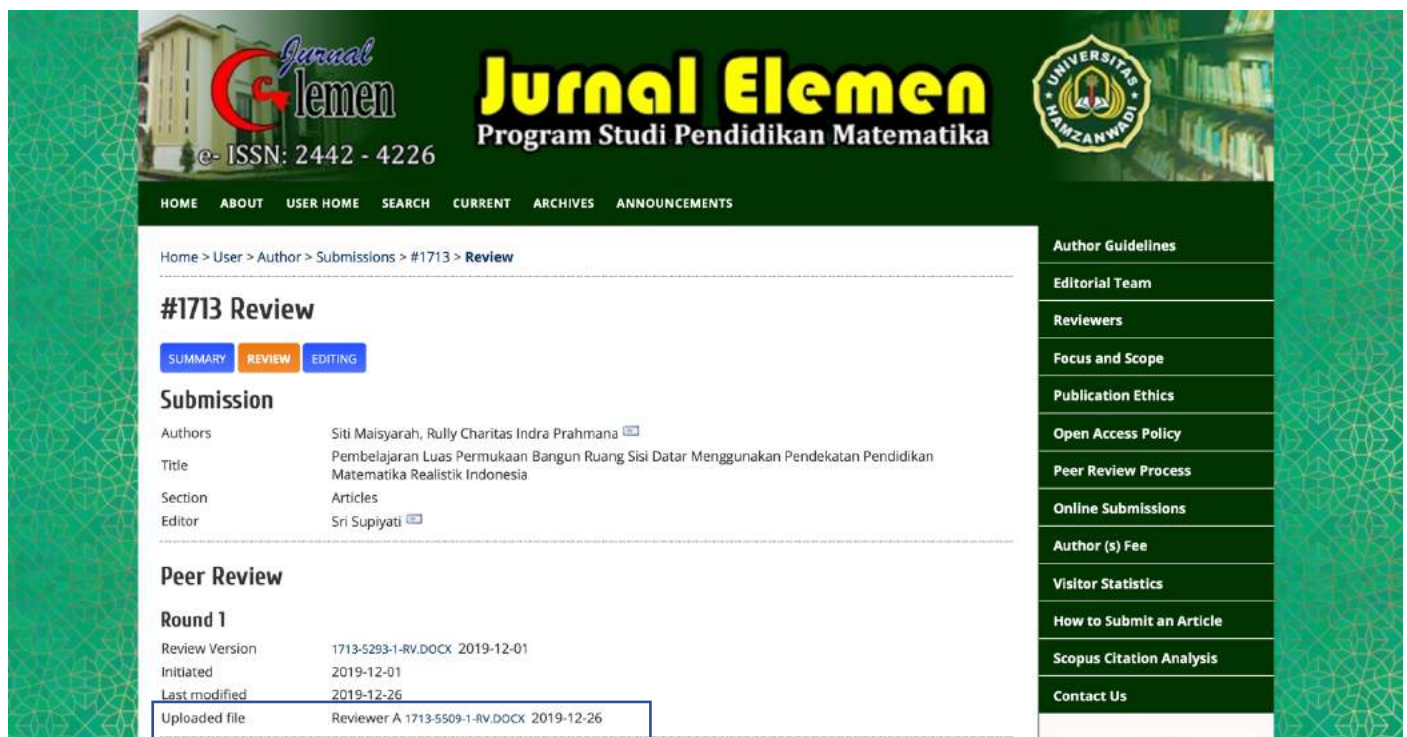 Jurnal
Elemen
e- ISSN: 2442 - 4226
Jurnal Elemen
Program Studi Pendidikan Matematika
UNIVERSITAS
HAMZANWADI
HOME ABOUT USER HOME SEARCH CURRENT ARCHIVES ANNOUNCEMENTS
Home > User > Author > Submissions > #1713 > Review
#1713 Review
SUMMARY REVIEW EDITING
Submission
Authors Siti Maisyarah, Rully Charitas Indra Prahmana
Title Pembelajaran Luas Permukaan Bangun Ruang Sisi Datar Menggunakan Pendekatan Pendidikan
Matematika Realistik Indonesia
Section Articles
Editor Sri Supiyati
Peer Review
Round 1
Review Version 1713-5293-1-RV.DOCX 2019-12-01
Initiated 2019-12-01
Last modified 2019-12-26
Uploaded file Reviewer A 1713-5509-1-RV.DOCX 2019-12-26
Author Guidelines
Editorial Team
Reviewers
Focus and Scope
Publication Ethics
Open Access Policy
Peer Review Process
Online Submissions
Author (s) Fee
Visitor Statistics
How to Submit an Article
Scopus Citation Analysis
Contact Us